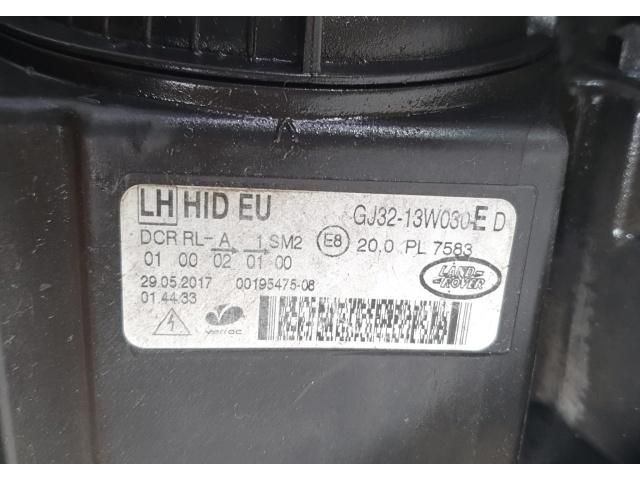 LH HID EU GJ32-13W030-E D
DCR RL-A 1 SM2 E8 20.0 PL 7583
01 00 02 01 00
29.05.2017 00195475-08
01.44.33
LAND-
-ROVER
varroc